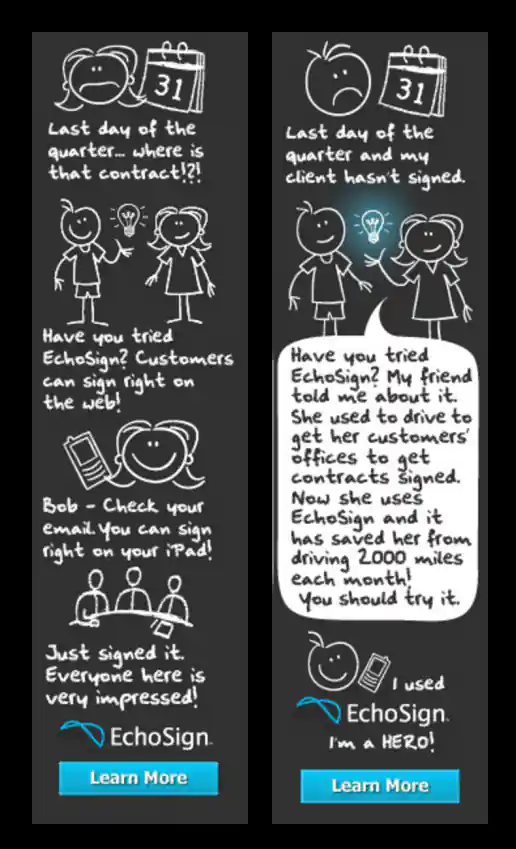 31
Last day of the
quarter... where is
that contract!?!
Have you tried
EchoSign? Customers
can sign right on
the web!
Bob - Check your
email. You can sign
right on your iPad!
Just signed it.
Everyone here is
very impressed!
EchoSign
Learn More
31
Last day of the
quarter and my
client hasn't signed.
Have you tried
EchoSign? My friend
told me about it.
She used to drive to
get her customers'
offices to get
contracts signed.
Now she uses
EchoSign and it
has saved her from
driving 2000 miles
each month!
You should try it.
I used
EchoSign
I'm a HERO!
Learn More